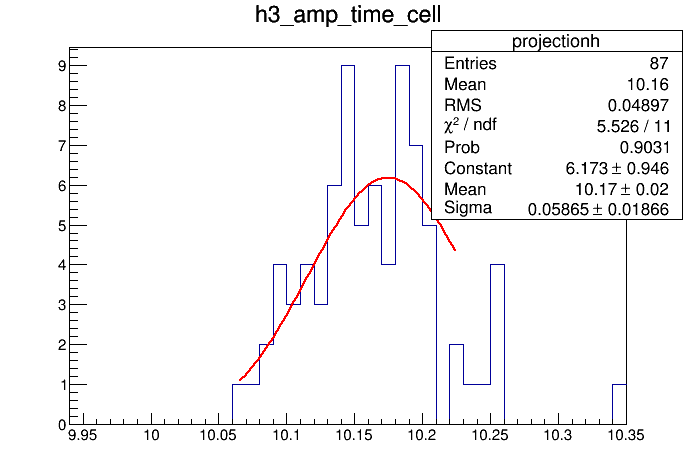 h3_amp_time_cell
projectionh
Entries 87
Mean 10.16
RMS 0.04897
χ² / ndf 5.526 / 11
Prob 0.9031
Constant 6.173 ± 0.946
Mean 10.17 ± 0.02
Sigma 0.05865 ± 0.01866
9
8
7
6
5
4
3
2
1
0
9.95 10 10.05 10.1 10.15 10.2 10.25 10.3 10.35